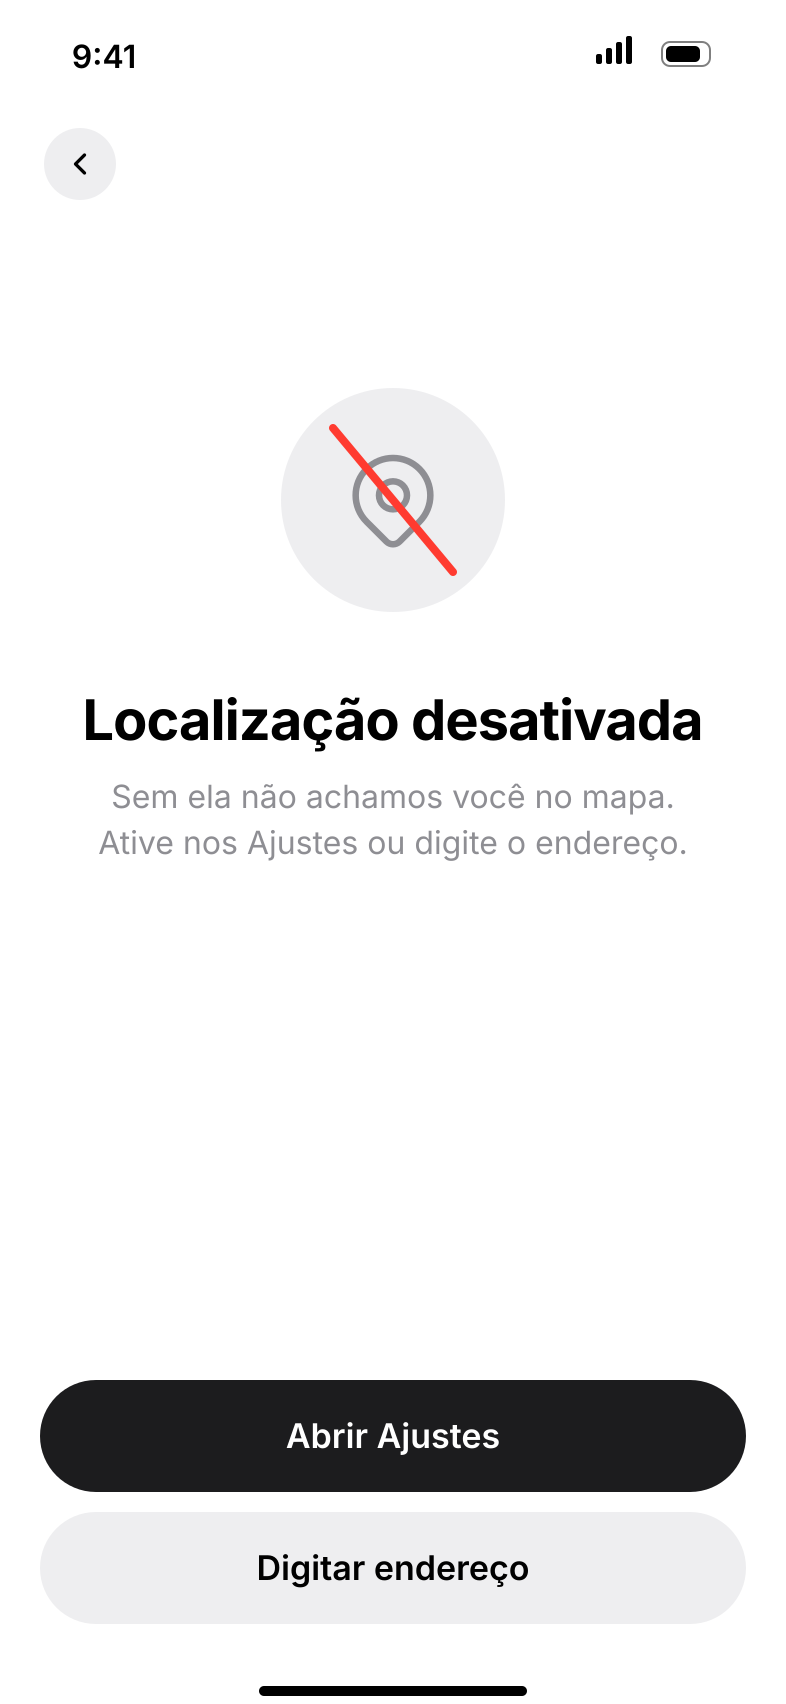 9:41
Localização desativada
Sem ela não achamos você no mapa.
Ative nos Ajustes ou digite o endereço.
Abrir Ajustes
Digitar endereço